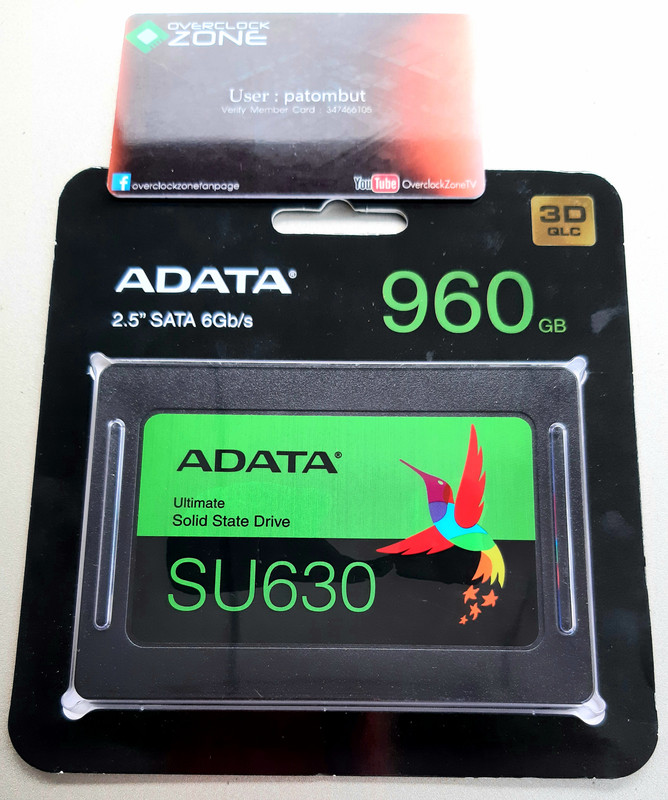 OVERCLOCK
ZONE
User : patombut
Verify Member Card : 347466105
overclockzonefanpage
YouTube OverclockZoneTV
3D
QLC
ADATA®
2.5” SATA 6Gb/s
960 GB
ADATA®
Ultimate
Solid State Drive
SU630